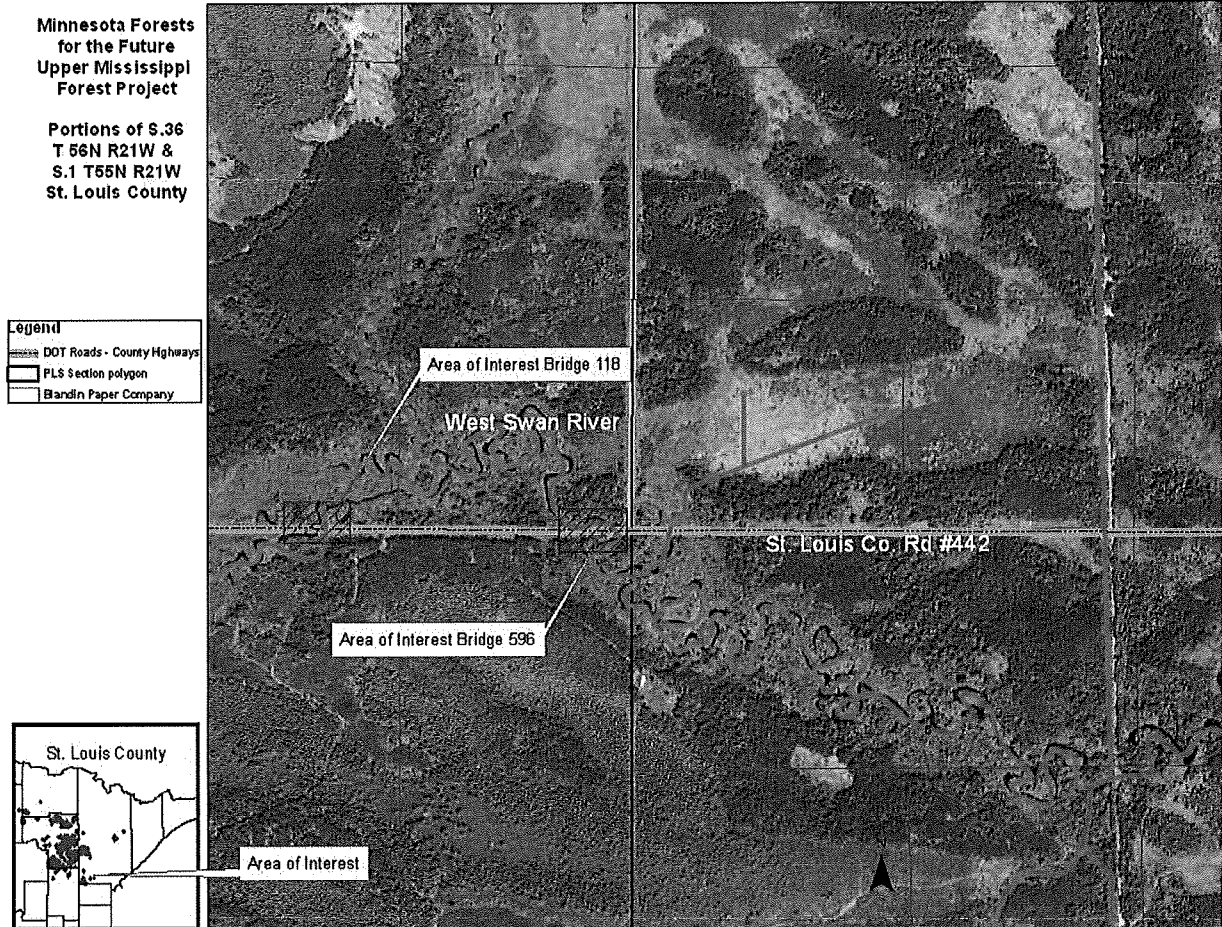 Minnesota Forests
for the Future
Upper Mississippi
Forest Project
Portions of S.36
T 56N R21W &
S.1 T55N R21W
St. Louis County
Legend
DOT Roads - County Hghways
PLS Section polygon
Blandin Paper Company
Area of Interest Bridge 118
West Swan River
St. Louis Co. Rd #442
Area of Interest Bridge 596
St. Louis County
Area of Interest